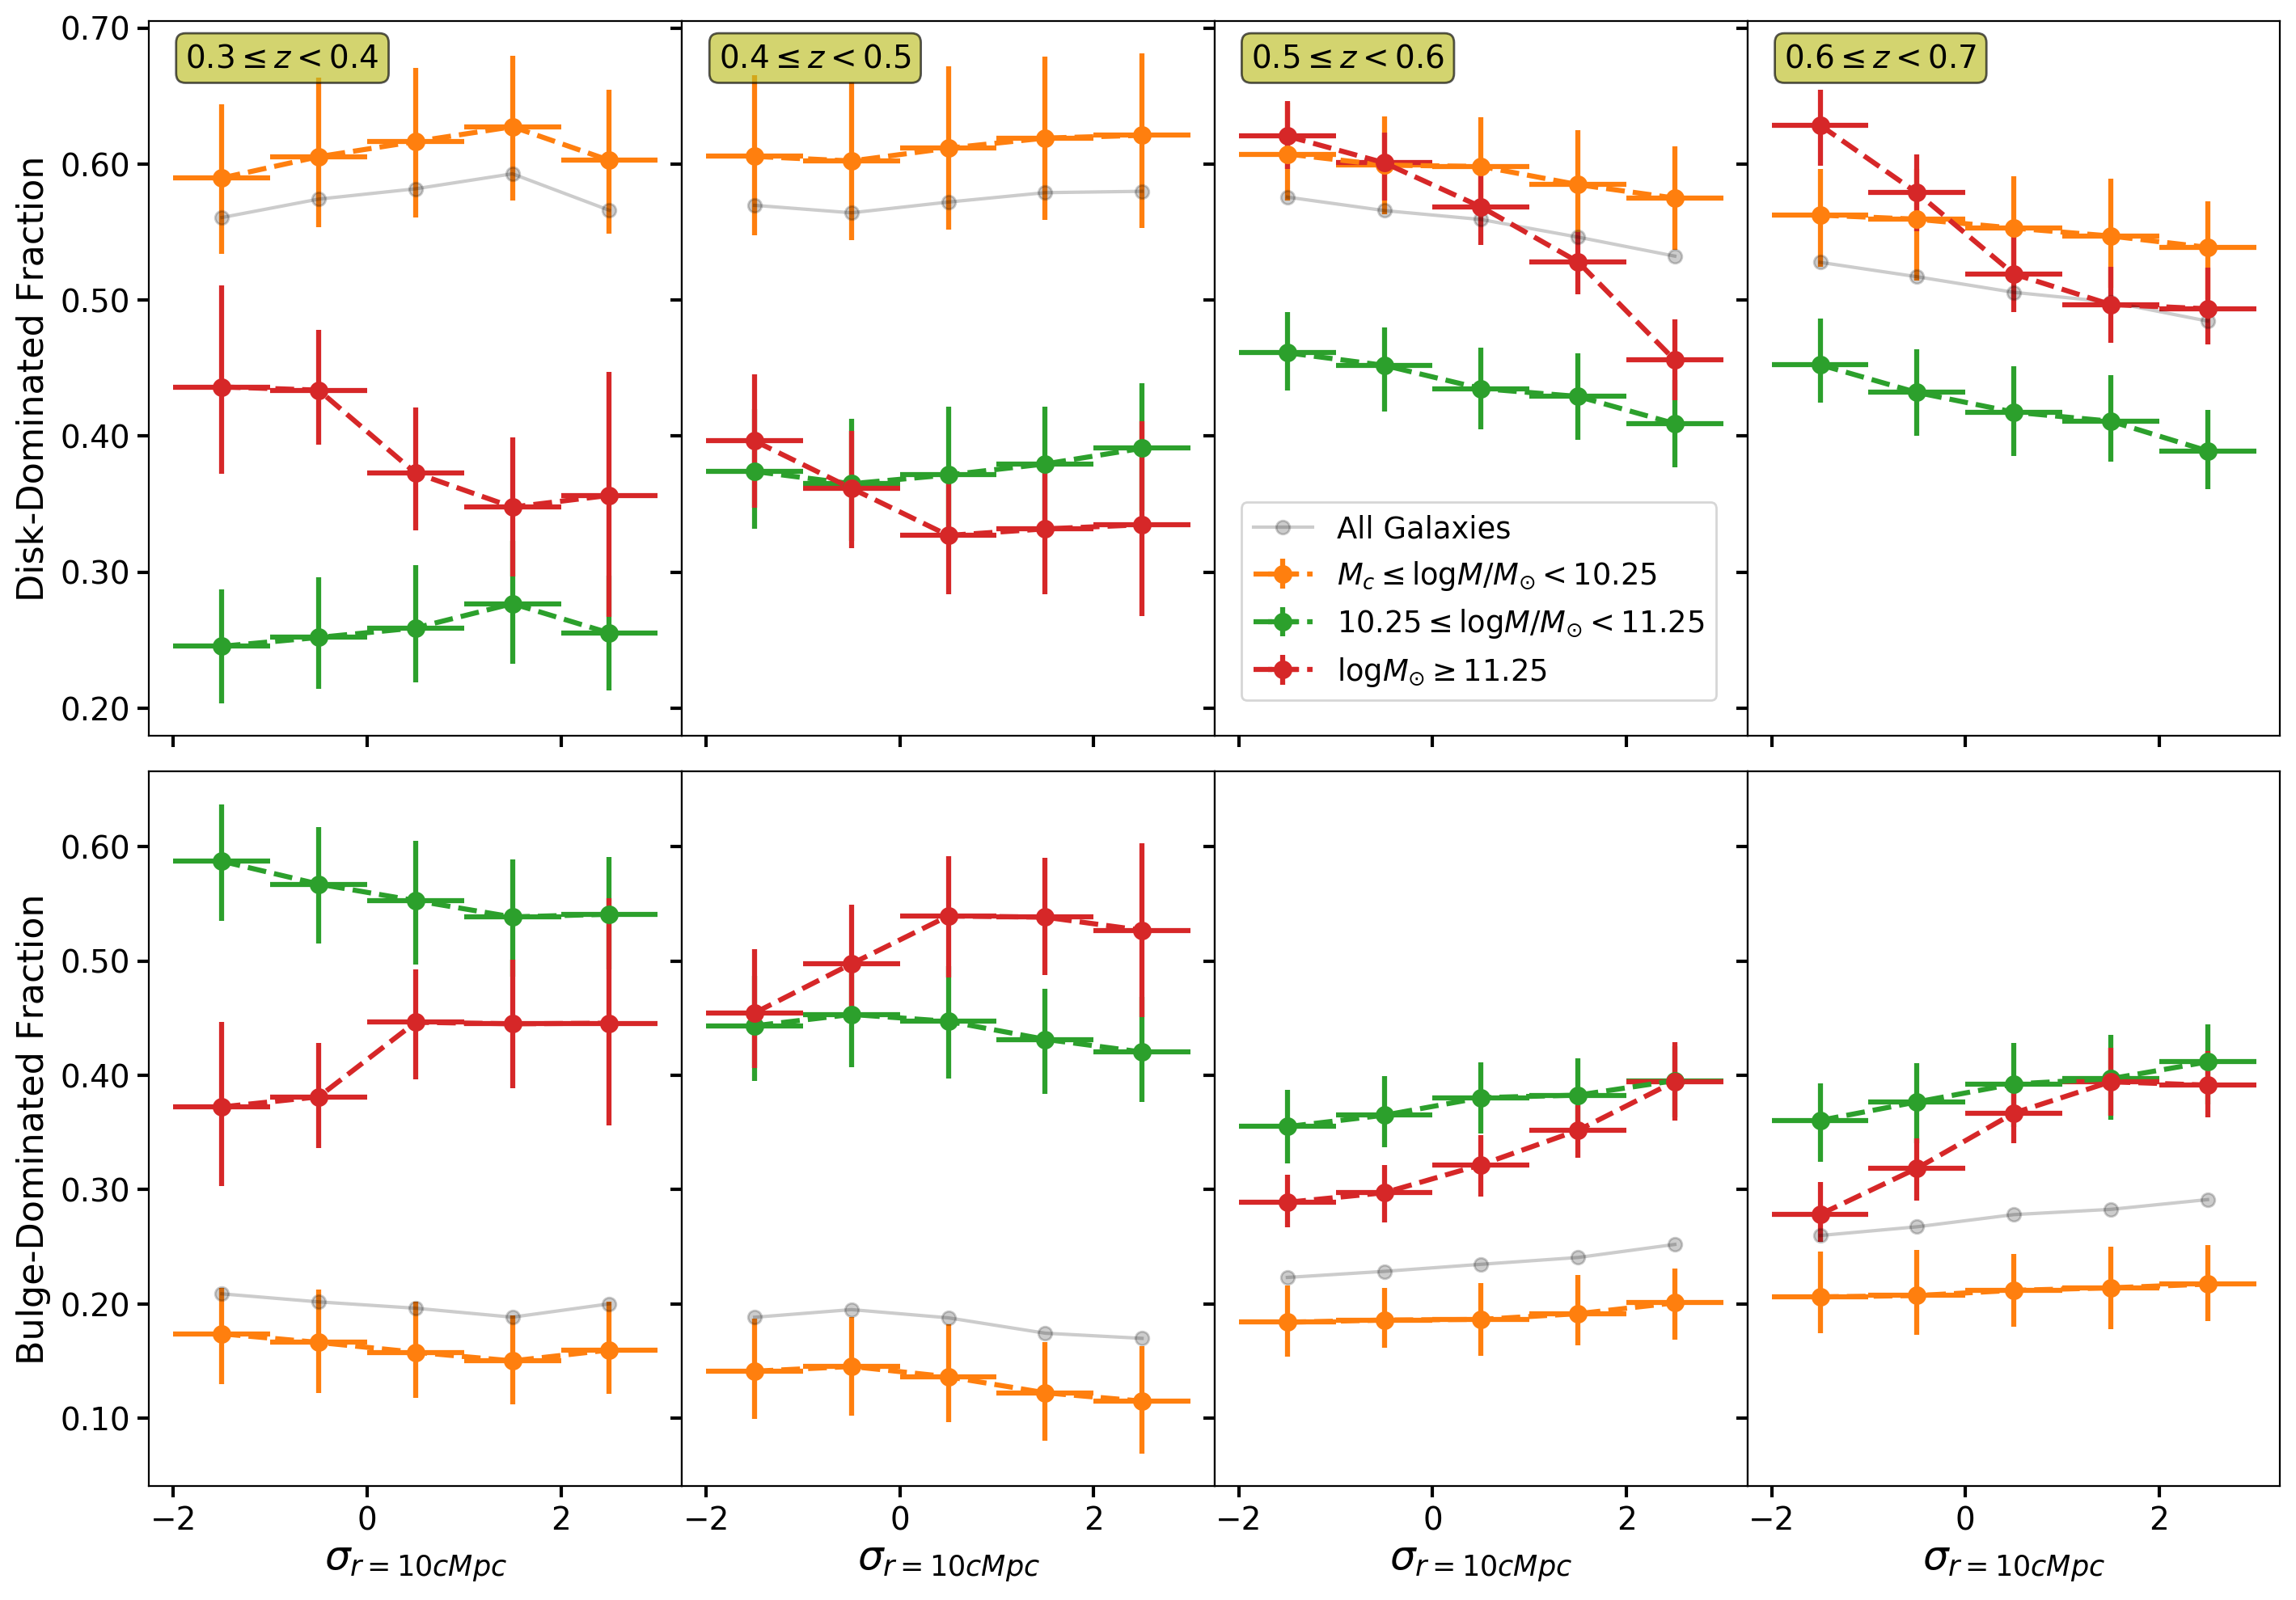 0.3 ≤ z < 0.4
0.4 ≤ z < 0.5
0.5 ≤ z < 0.6
0.6 ≤ z < 0.7
Disk-Dominated Fraction
0.70
0.60
0.50
0.40
0.30
0.20
All Galaxies
M_c ≤ logM/M_⊙ < 10.25
10.25 ≤ logM/M_⊙ < 11.25
logM_⊙ ≥ 11.25
Bulge-Dominated Fraction
0.60
0.50
0.40
0.30
0.20
0.10
−2 0 2 −2 0 2 −2 0 2 −2 0 2
σ_{r = 10cMpc} σ_{r = 10cMpc} σ_{r = 10cMpc} σ_{r = 10cMpc}